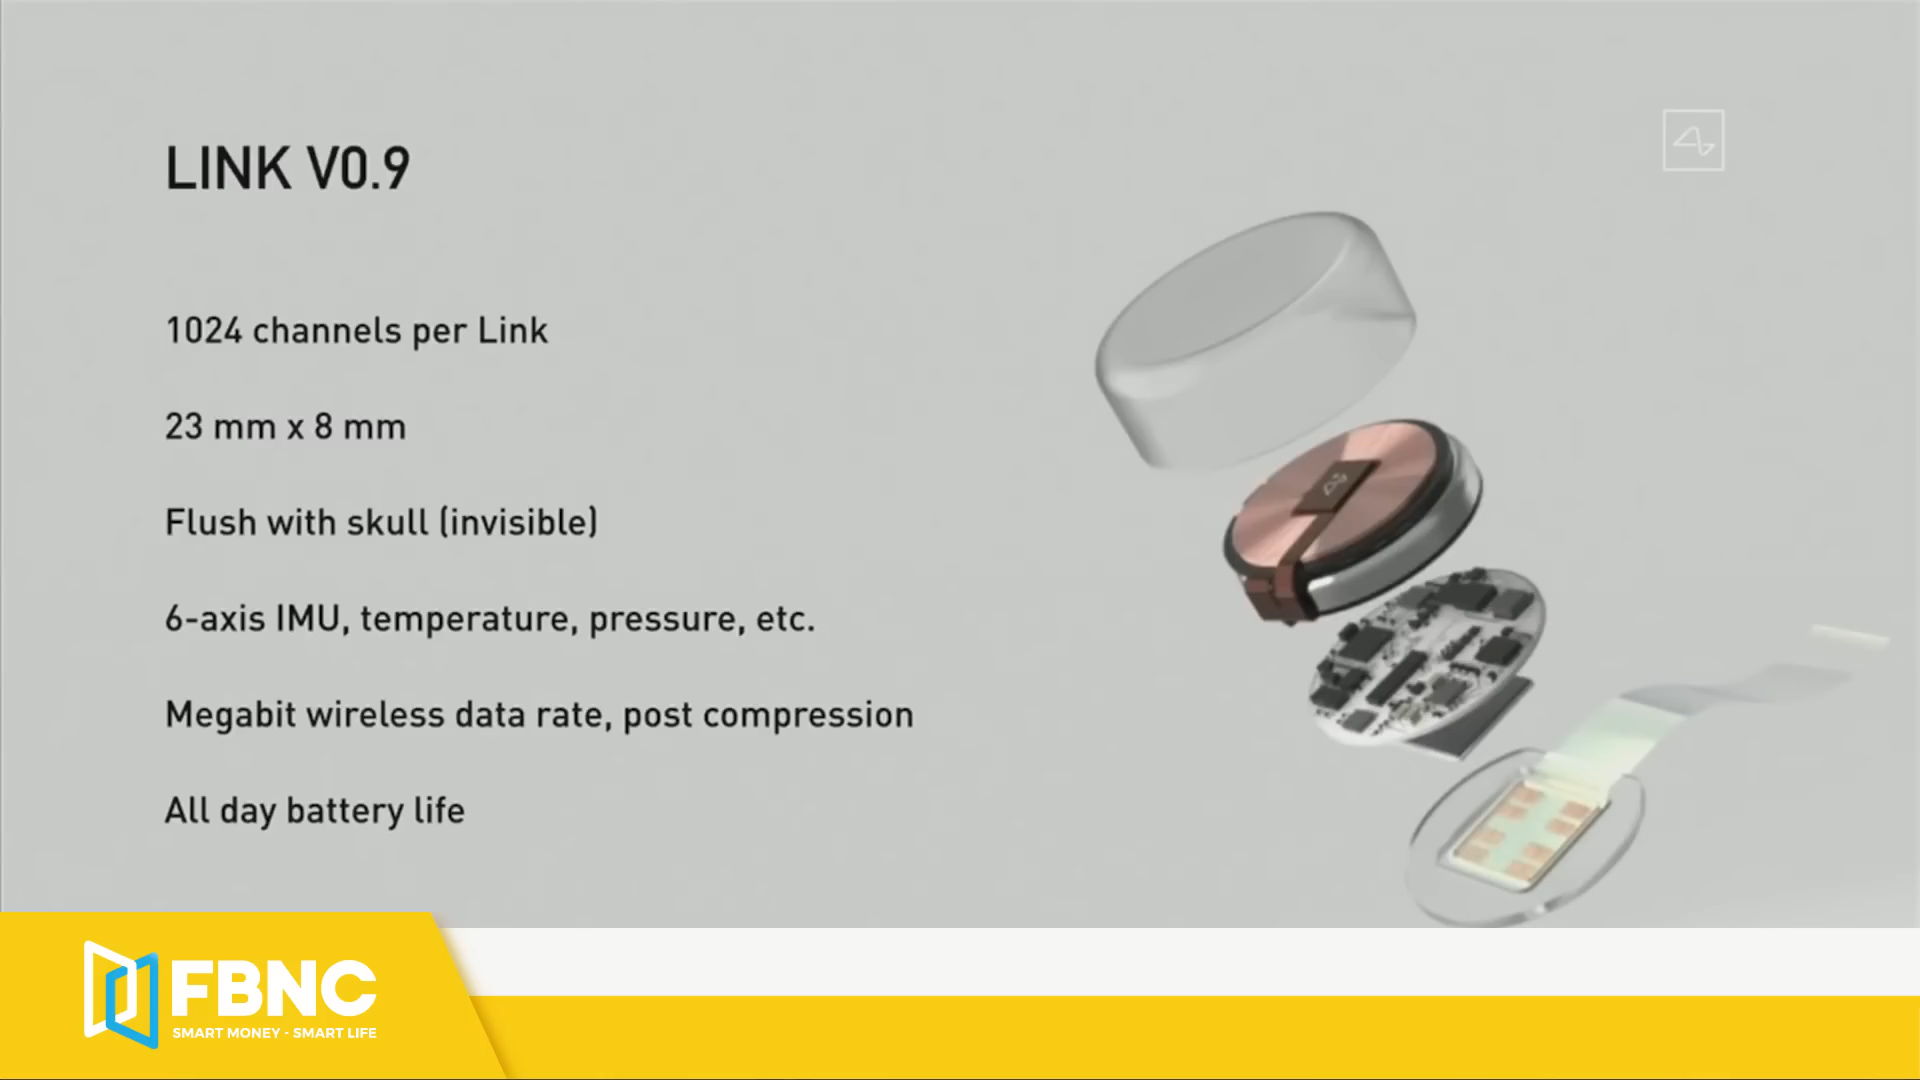 LINK V0.9
1024 channels per Link
23 mm x 8 mm
Flush with skull (invisible)
6-axis IMU, temperature, pressure, etc.
Megabit wireless data rate, post compression
All day battery life
FBNC
SMART MONEY - SMART LIFE